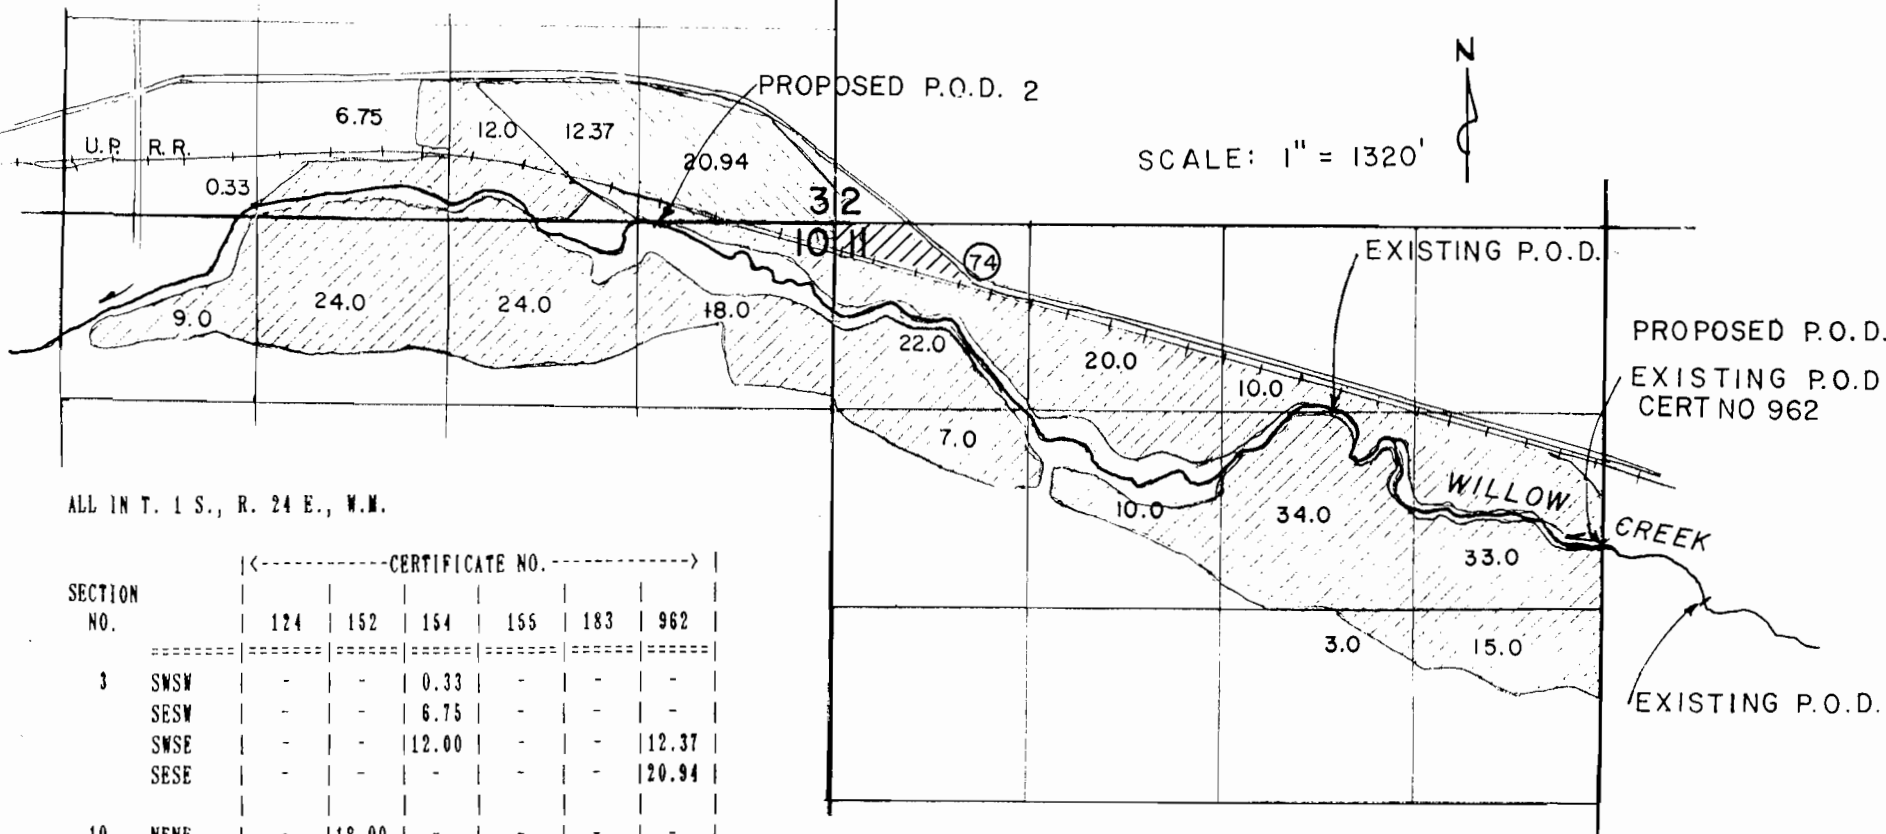 N
PROPOSED P.O.D. 2
SCALE: 1" = 1320'
6.75
12.0
12.37
20.94
U.P. R.R.
0.33
3 2
10 11
74
EXISTING P.O.D.
9.0
24.0
24.0
18.0
22.0
20.0
10.0
PROPOSED P.O.D.
EXISTING P.O.D
CERT NO 962
7.0
10.0
34.0
WILLOW
CREEK
33.0
3.0
15.0
EXISTING P.O.D.
ALL IN T. 1 S., R. 24 E., W.M.
|<------------CERTIFICATE NO.------------>|
SECTION
NO. | 124 | 152 | 154 | 155 | 183 | 962 |
3 SWSW | - | - | 0.33 | - | - | - |
SESW | - | - | 6.75 | - | - | - |
SWSE | - | - | 12.00 | - | - | 12.37 |
SESE | - | - | - | - | - | 20.94 |
10 NENE | - | 18.00 | - | - | - | - |